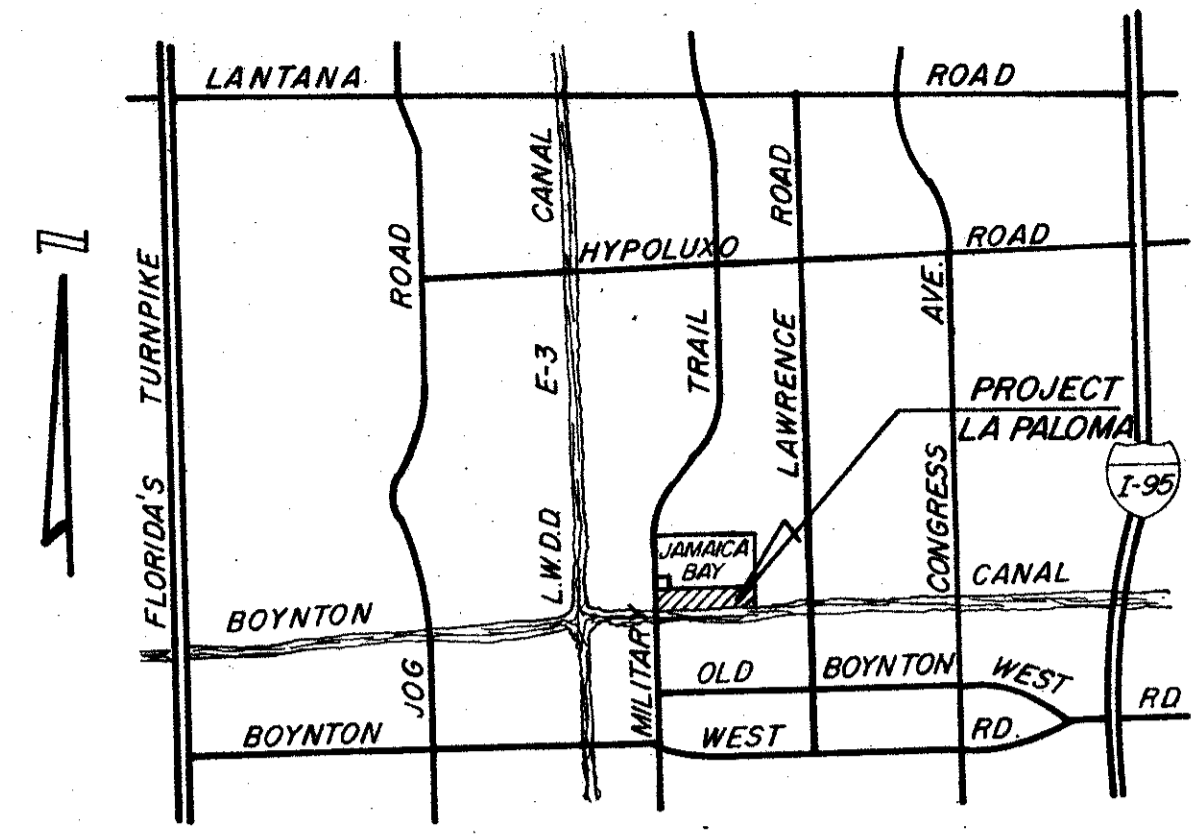 LANTANA ROAD
CANAL
ROAD
HYPOLUXO ROAD
N
ROAD
AVE.
FLORIDA'S TURNPIKE
E-3
TRAIL
LAWRENCE
PROJECT
LA PALOMA
I-95
CONGRESS
L.W.D.D.
JAMAICA
BAY
CANAL
BOYNTON
MILITARY
JOG
OLD BOYNTON WEST
RD
BOYNTON WEST RD.